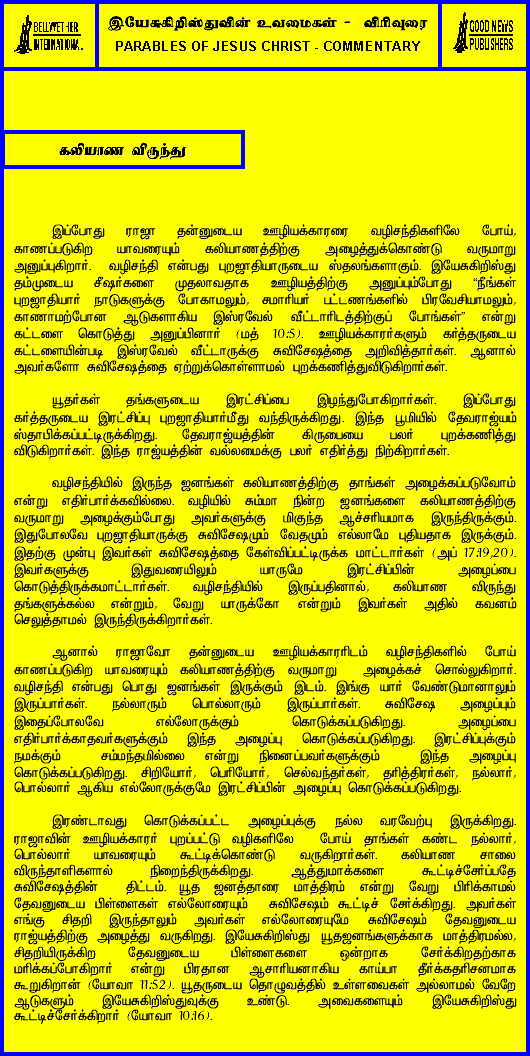 BELLWETHER
INTERNATIONAL
இயேசுகிறிஸ்துவின் உவமைகள் - விரிவுரை
PARABLES OF JESUS CHRIST - COMMENTARY
GOOD NEWS
PUBLISHERS
கலியாண விருந்து
இப்போது ராஜா தன்னுடைய ஊழியக்காரரை வழிசந்திகளிலே போய்,
காணப்படுகிற யாவரையும் கலியாணத்திற்கு அழைத்துக்கொண்டு வருமாறு
அனுப்புகிறார். வழிசந்தி என்பது புறஜாதியாருடைய ஸ்தலங்களாகும். இயேசுகிறிஸ்து
தம்முடைய சீஷர்களை முதலாவதாக ஊழியத்திற்கு அனுப்பும்போது “நீங்கள்
புறஜாதியார் நாடுகளுக்கு போகாமலும், சமாரியர் பட்டணங்களில் பிரவேசியாமலும்,
காணாமற்போன ஆடுகளாகிய இஸ்ரவேல் வீட்டாரிடத்திற்குப் போங்கள்” என்று
கட்டளை கொடுத்து அனுப்பினார் (மத் 10:5). ஊழியக்காரர்களும் கர்த்தருடைய
கட்டளையின்படி இஸ்ரவேல் வீட்டாருக்கு சுவிசேஷத்தை அறிவித்தார்கள். ஆனால்
அவர்களோ சுவிசேஷத்தை ஏற்றுக்கொள்ளாமல் புறக்கணித்துவிடுகிறார்கள்.
யூதர்கள் தங்களுடைய இரட்சிப்பை இழந்துபோகிறார்கள். இப்போது
கர்த்தருடைய இரட்சிப்பு புறஜாதியார்மீது வந்திருக்கிறது. இந்த பூமியில் தேவராஜ்யம்
ஸ்தாபிக்கப்பட்டிருக்கிறது. தேவராஜ்யத்தின் கிருபையை பலர் புறக்கணித்து
விடுகிறார்கள். இந்த ராஜ்யத்தின் வல்லமைக்கு பலர் எதிர்த்து நிற்கிறார்கள்.
வழிசந்தியில் இருந்த ஜனங்கள் கலியாணத்திற்கு தாங்கள் அழைக்கப்படுவோம்
என்று எதிர்பார்க்கவில்லை. வழியில் சும்மா நின்ற ஜனங்களை கலியாணத்திற்கு
வருமாறு அழைக்கும்போது அவர்களுக்கு மிகுந்த ஆச்சரியமாக இருந்திருக்கும்.
இதுபோலவே புறஜாதியாருக்கு சுவிசேஷமும் வேதமும் எல்லாமே புதியதாக இருக்கும்.
இதற்கு முன்பு இவர்கள் சுவிசேஷத்தை கேள்விப்பட்டிருக்க மாட்டார்கள் (அப் 17:19,20).
இவர்களுக்கு இதுவரையிலும் யாருமே இரட்சிப்பின் அழைப்பை
கொடுத்திருக்கமாட்டார்கள். வழிசந்தியில் இருப்பதினால், கலியாண விருந்து
தங்களுக்கல்ல என்றும், வேறு யாருக்கோ என்றும் இவர்கள் அதில் கவனம்
செலுத்தாமல் இருந்திருக்கிறார்கள்.
ஆனால் ராஜாவோ தன்னுடைய ஊழியக்காரரிடம் வழிசந்திகளில் போய்
காணப்படுகிற யாவரையும் கலியாணத்திற்கு வருமாறு அழைக்கச் சொல்லுகிறார்.
வழிசந்தி என்பது பொது ஜனங்கள் இருக்கும் இடம். இங்கு யார் வேண்டுமானாலும்
இருப்பார்கள். நல்லாரும் பொல்லாரும் இருப்பார்கள். சுவிசேஷ அழைப்பும்
இதைப்போலவே எல்லோருக்கும் கொடுக்கப்படுகிறது. அழைப்பை
எதிர்பார்க்காதவர்களுக்கும் இந்த அழைப்பு கொடுக்கப்படுகிறது. இரட்சிப்புக்கும்
நமக்கும் சம்மந்தமில்லை என்று நினைப்பவர்களுக்கும் இந்த அழைப்பு
கொடுக்கப்படுகிறது. சிறியோர், பெரியோர், செல்வந்தர்கள், தரித்திரர்கள், நல்லார்,
பொல்லார் ஆகிய எல்லோருக்குமே இரட்சிப்பின் அழைப்பு கொடுக்கப்படுகிறது.
இரண்டாவது கொடுக்கப்பட்ட அழைப்புக்கு நல்ல வரவேற்பு இருக்கிறது.
ராஜாவின் ஊழியக்காரர் புறப்பட்டு வழிகளிலே போய் தாங்கள் கண்ட நல்லார்,
பொல்லார் யாவரையும் கூட்டிக்கொண்டு வருகிறார்கள். கலியாண சாலை
விருந்தாளிகளால் நிறைந்திருக்கிறது. ஆத்துமாக்களை கூட்டிச்சேர்ப்பதே
சுவிசேஷத்தின் திட்டம். யூத ஜனத்தாரை மாத்திரம் என்று வேறு பிரிக்காமல்
தேவனுடைய பிள்ளைகள் எல்லோரையும் சுவிசேஷம் கூட்டிச் சேர்க்கிறது. அவர்கள்
எங்கு சிதறி இருந்தாலும் அவர்கள் எல்லோரையுமே சுவிசேஷம் தேவனுடைய
ராஜ்யத்திற்கு அழைத்து வருகிறது. இயேசுகிறிஸ்து யூதஜனங்களுக்காக மாத்திரமல்ல,
சிதறியிருக்கிற தேவனுடைய பிள்ளைகளை ஒன்றாக சேர்க்கிறதற்காக
மரிக்கப்போகிறார் என்று பிரதான ஆசாரியனாகிய காய்பா தீர்க்கதரிசனமாக
கூறுகிறான் (யோவா 11:52). யூதருடைய தொழுவத்தில் உள்ளவைகள் அல்லாமல் வேறே
ஆடுகளும் இயேசுகிறிஸ்துவுக்கு உண்டு. அவைகளையும் இயேசுகிறிஸ்து
கூட்டிச்சேர்க்கிறார் (யோவா 10:16).